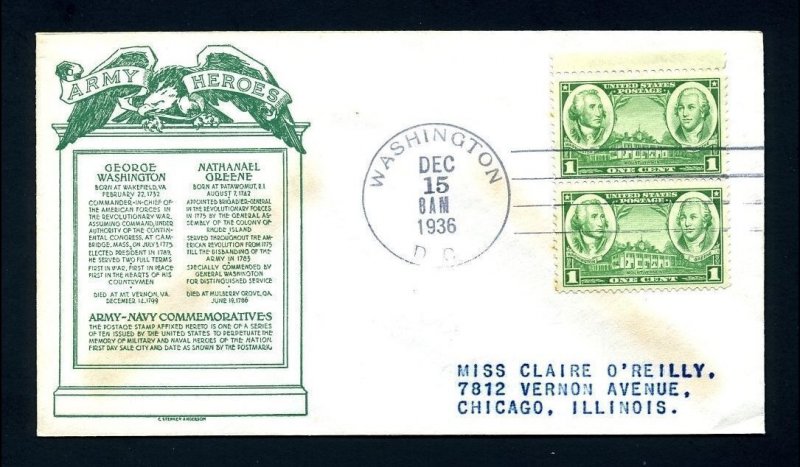 ARMY HEROES
GEORGE
WASHINGTON
BORN AT WAKEFIELD, VA.
FEBRUARY 22, 1732
COMMANDER-IN-CHIEF OF
THE AMERICAN FORCES IN
THE REVOLUTIONARY WAR,
ASSUMING COMMAND, UNDER
AUTHORITY OF THE CONTIN-
ENTAL CONGRESS, AT CAM-
BRIDGE, MASS., ON JULY 3, 1775.
ELECTED PRESIDENT IN 1789,
HE SERVED TWO FULL TERMS
FIRST IN WAR, FIRST IN PEACE
FIRST IN THE HEARTS OF HIS
COUNTRYMEN
DIED AT MT. VERNON, VA.
DECEMBER 14, 1799
NATHANAEL
GREENE
BORN AT PATAWOMUT, R.I.
AUGUST 7, 1742
APPOINTED BRIGADIER-GENERAL
IN THE REVOLUTIONARY FORCES
IN 1775 BY THE GENERAL AS-
SEMBLY OF THE COLONY OF
RHODE ISLAND
SERVED THROUGHOUT THE AM-
ERICAN REVOLUTION FROM 1775
TILL THE DISBANDING OF THE
ARMY IN 1783
SPECIALLY COMMENDED BY
GENERAL WASHINGTON
FOR DISTINGUISHED SERVICE
DIED AT MULBERRY GROVE, GA.
JUNE 19, 1786
ARMY-NAVY COMMEMORATIVES
THE POSTAGE STAMP AFFIXED HERETO IS ONE OF A SERIES
OF TEN ISSUED BY THE UNITED STATES TO PERPETUATE THE
MEMORY OF MILITARY AND NAVAL HEROES OF THE NATION.
FIRST DAY SALE CITY AND DATE AS SHOWN BY THE POSTMARK.
C. STEPHEN ANDERSON
WASHINGTON
DEC
15
8 AM
1936
D. C.
UNITED STATES
POSTAGE
MOUNT VERNON
1 ONE CENT 1
UNITED STATES
POSTAGE
MOUNT VERNON
1 ONE CENT 1
MISS CLAIRE O'REILLY,
7812 VERNON AVENUE,
CHICAGO, ILLINOIS.